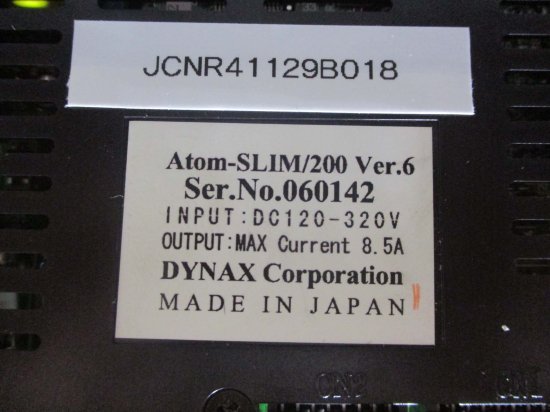 JCNR41129B018
Atom-SLIM/200 Ver.6
Ser.No.060142
INPUT:DC120-320V
OUTPUT:MAX Current 8.5A
DYNAX Corporation
MADE IN JAPAN
CN2